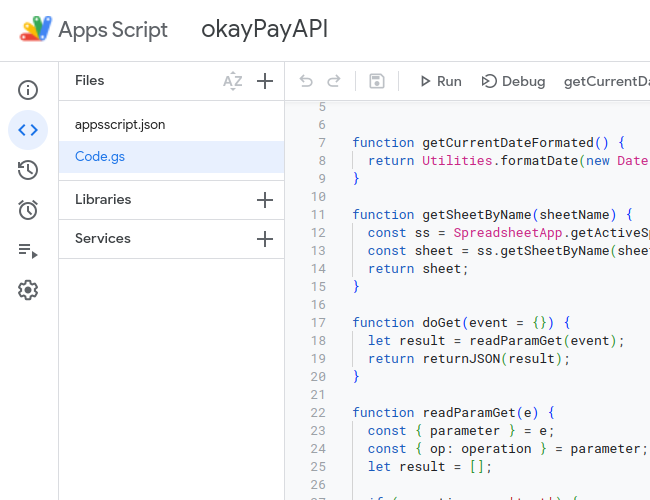 Apps Script okayPayAPI
Files AZ
Run Debug getCurrentDa
appsscript.json
Code.gs
Libraries
Services
5
6
7 function getCurrentDateFormated() {
8 return Utilities.formatDate(new Date
9 }
10
11 function getSheetByName(sheetName) {
12 const ss = SpreadsheetApp.getActiveSp
13 const sheet = ss.getSheetByName(shee
14 return sheet;
15 }
16
17 function doGet(event = {}) {
18 let result = readParamGet(event);
19 return returnJSON(result);
20 }
21
22 function readParamGet(e) {
23 const { parameter } = e;
24 const { op: operation } = parameter;
25 let result = [];
26